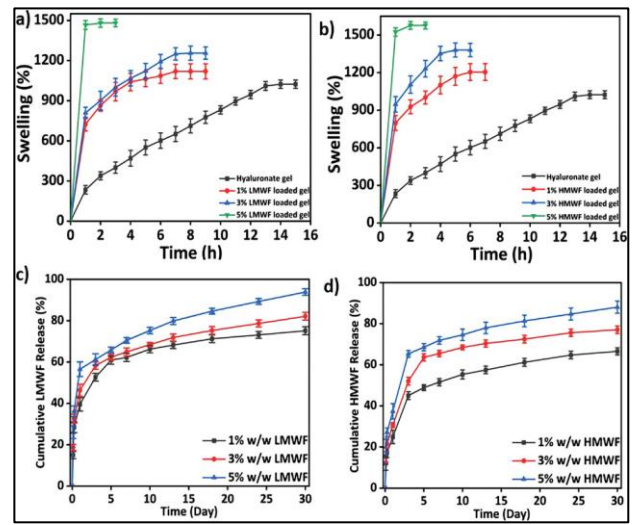 a)
Swelling (%)
1500
1200
900
600
300
0
Hyaluronate gel
1% LMWF loaded gel
3% LMWF loaded gel
5% LMWF loaded gel
0 2 4 6 8 10 12 14 16
Time (h)
b)
Swelling (%)
1500
1200
900
600
300
0
Hyaluronate gel
1% HMWF loaded gel
3% HMWF loaded gel
5% HMWF loaded gel
0 2 4 6 8 10 12 14 16
Time (h)
c)
Cumulative LMWF Release (%)
100
80
60
40
20
0
1% w/w LMWF
3% w/w LMWF
5% w/w LMWF
0 5 10 15 20 25 30
Time (Day)
d)
Cumulative HMWF Release (%)
100
80
60
40
20
0
1% w/w HMWF
3% w/w HMWF
5% w/w HMWF
0 5 10 15 20 25 30
Time (Day)